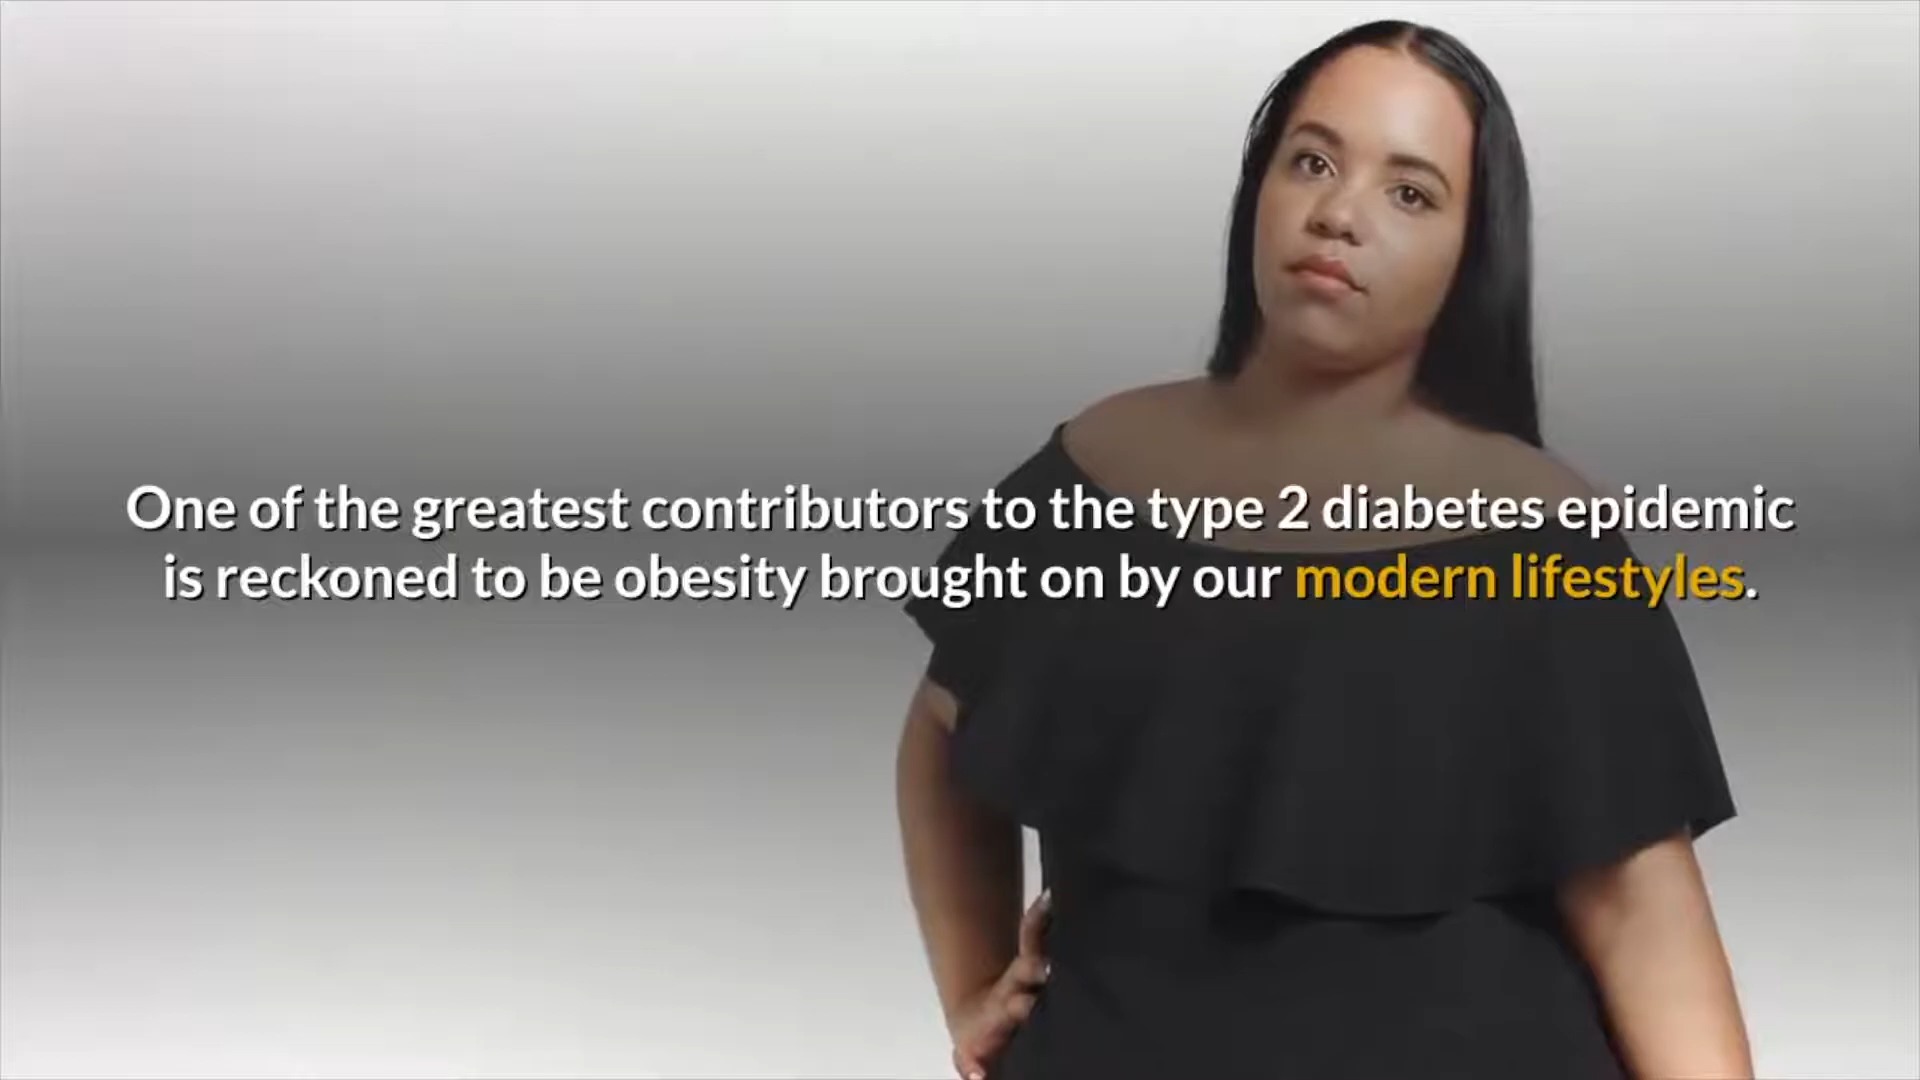 One of the greatest contributors to the type 2 diabetes epidemic
is reckoned to be obesity brought on by our modern lifestyles.